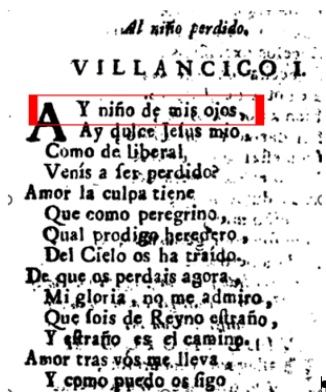 Al niño perdido.
VILLANCICO I.
AY niño de mis ojos,
Ay dulce Jesus mio,
Como de liberal,
Venís a ser perdido?
Amor la culpa tiene
Que como peregrino,
Qual prodigo heredero,
Del Cielo os ha traido,
De que os perdais agora,
Mi gloria, no me admiro,
Que sois de Reyno estraño,
Y estraño es el camino.
Amor tras vos me lleva
Y como puedo os sigo